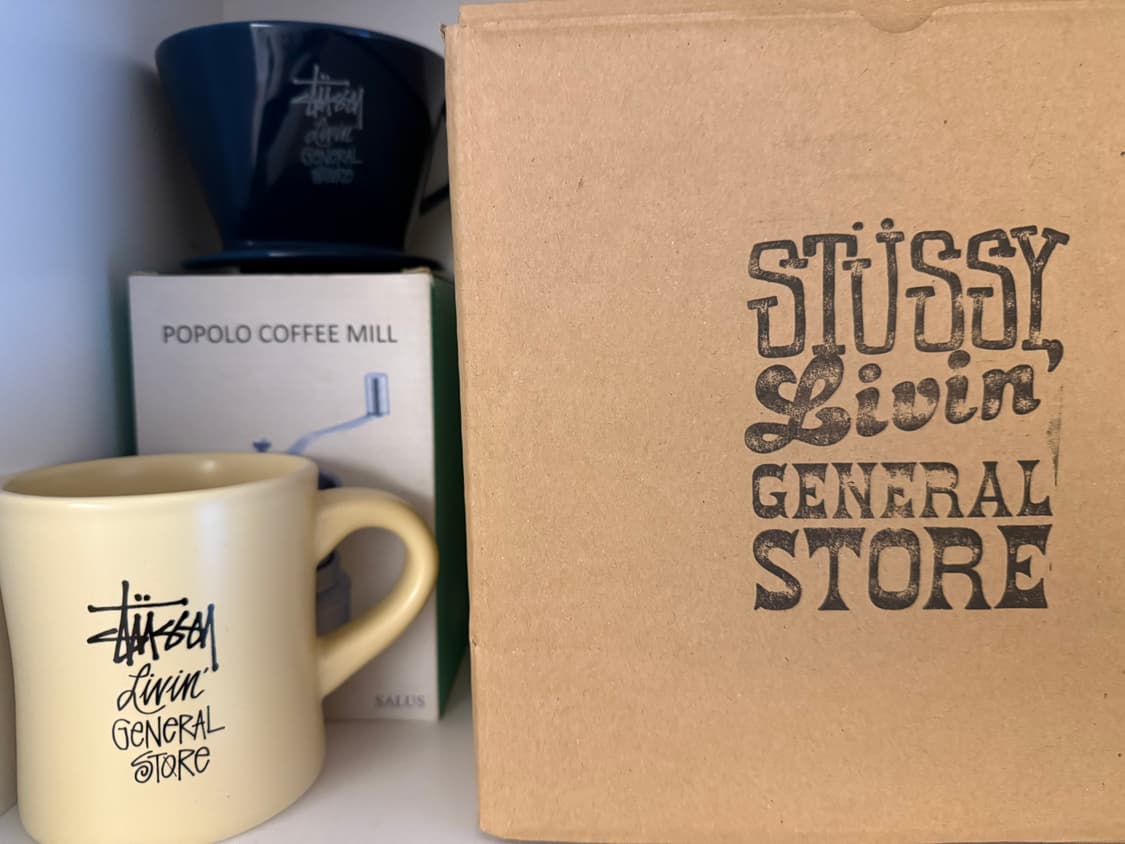 Stüssy
Livin'
GENERAL
STORE
POPOLO COFFEE MILL
SALUS
Stüssy
Livin'
GENERAL
STORE
STÜSSY
Livin'
GENERAL
STORE